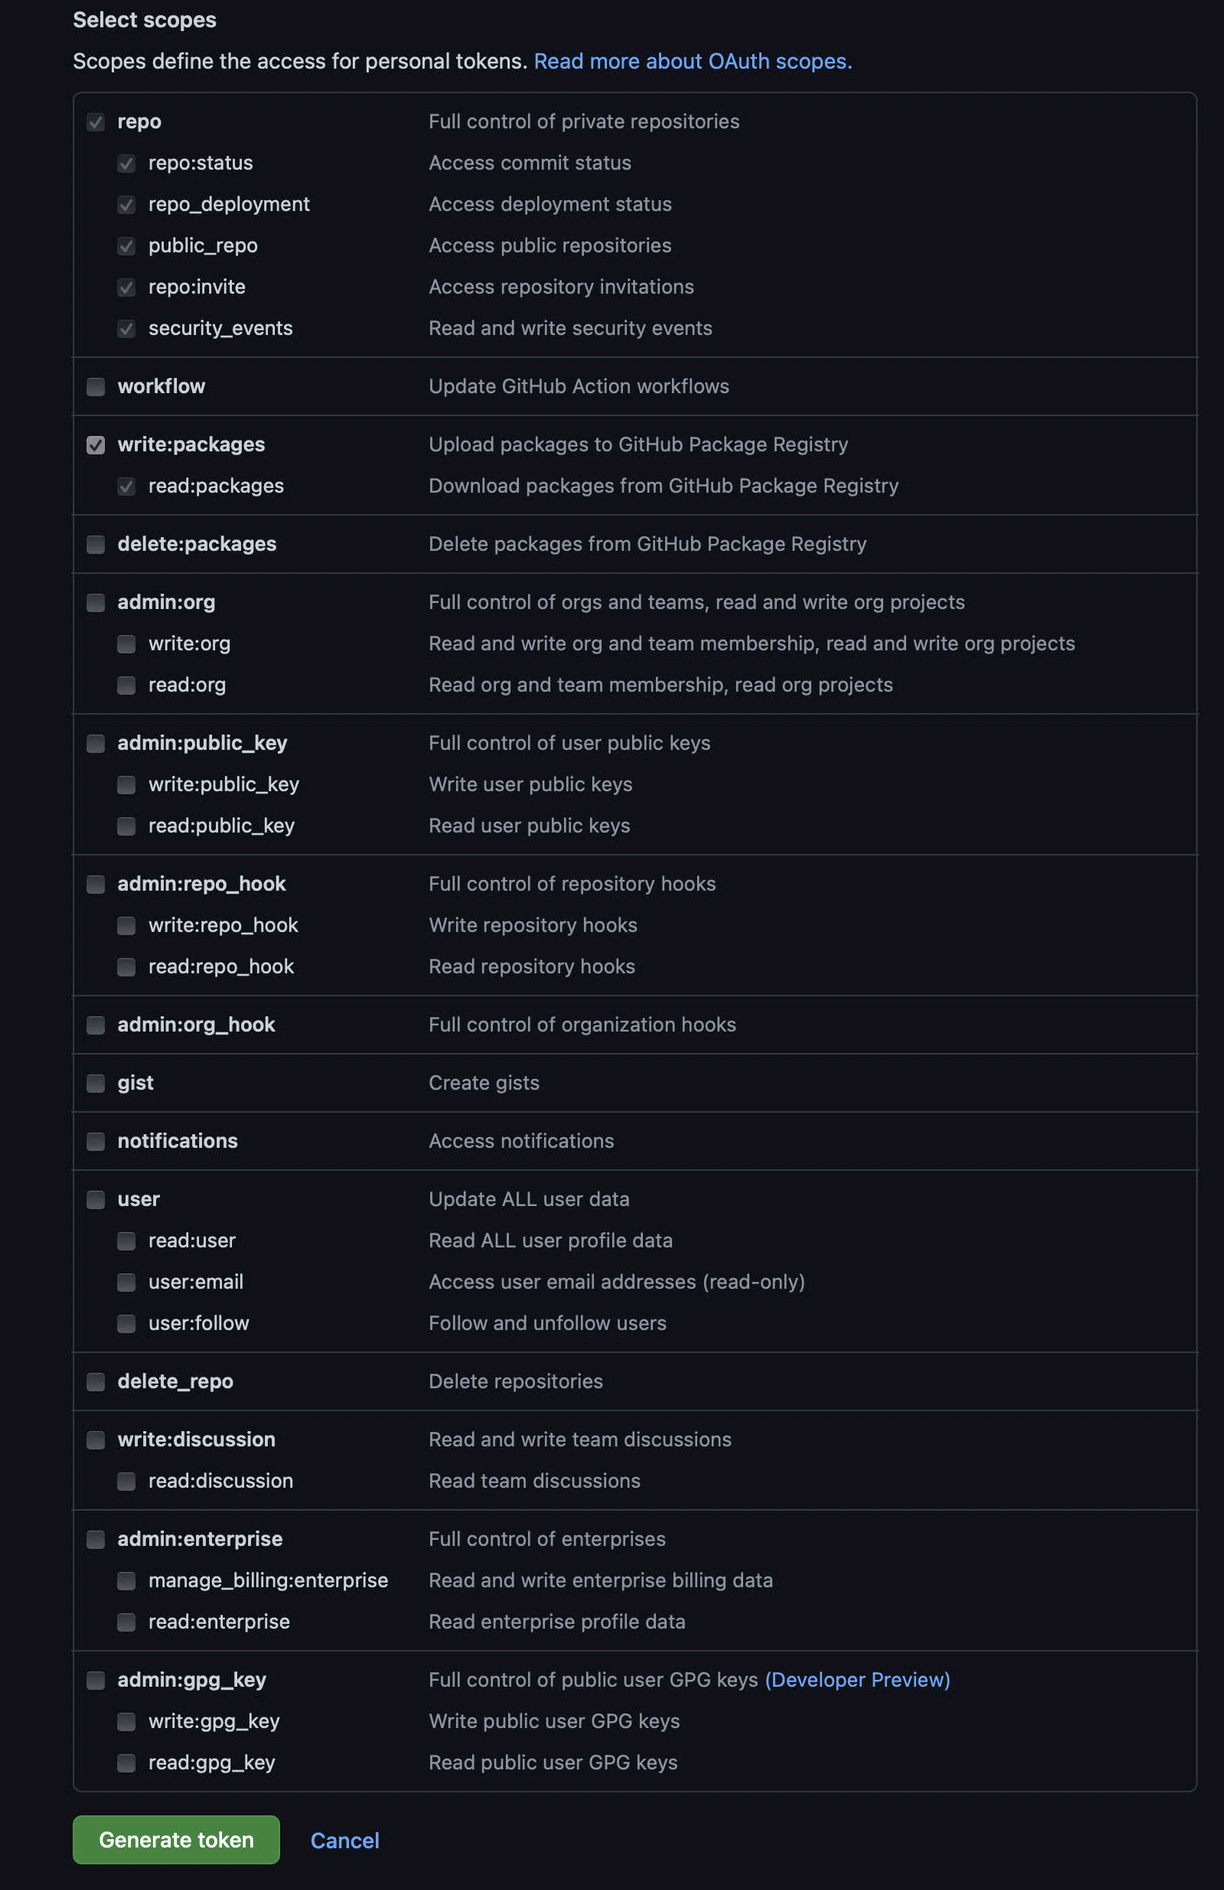 Select scopes
Scopes define the access for personal tokens. Read more about OAuth scopes.
repo Full control of private repositories
repo:status Access commit status
repo_deployment Access deployment status
public_repo Access public repositories
repo:invite Access repository invitations
security_events Read and write security events
workflow Update GitHub Action workflows
write:packages Upload packages to GitHub Package Registry
read:packages Download packages from GitHub Package Registry
delete:packages Delete packages from GitHub Package Registry
admin:org Full control of orgs and teams, read and write org projects
write:org Read and write org and team membership, read and write org projects
read:org Read org and team membership, read org projects
admin:public_key Full control of user public keys
write:public_key Write user public keys
read:public_key Read user public keys
admin:repo_hook Full control of repository hooks
write:repo_hook Write repository hooks
read:repo_hook Read repository hooks
admin:org_hook Full control of organization hooks
gist Create gists
notifications Access notifications
user Update ALL user data
read:user Read ALL user profile data
user:email Access user email addresses (read-only)
user:follow Follow and unfollow users
delete_repo Delete repositories
write:discussion Read and write team discussions
read:discussion Read team discussions
admin:enterprise Full control of enterprises
manage_billing:enterprise Read and write enterprise billing data
read:enterprise Read enterprise profile data
admin:gpg_key Full control of public user GPG keys (Developer Preview)
write:gpg_key Write public user GPG keys
read:gpg_key Read public user GPG keys
Generate token Cancel